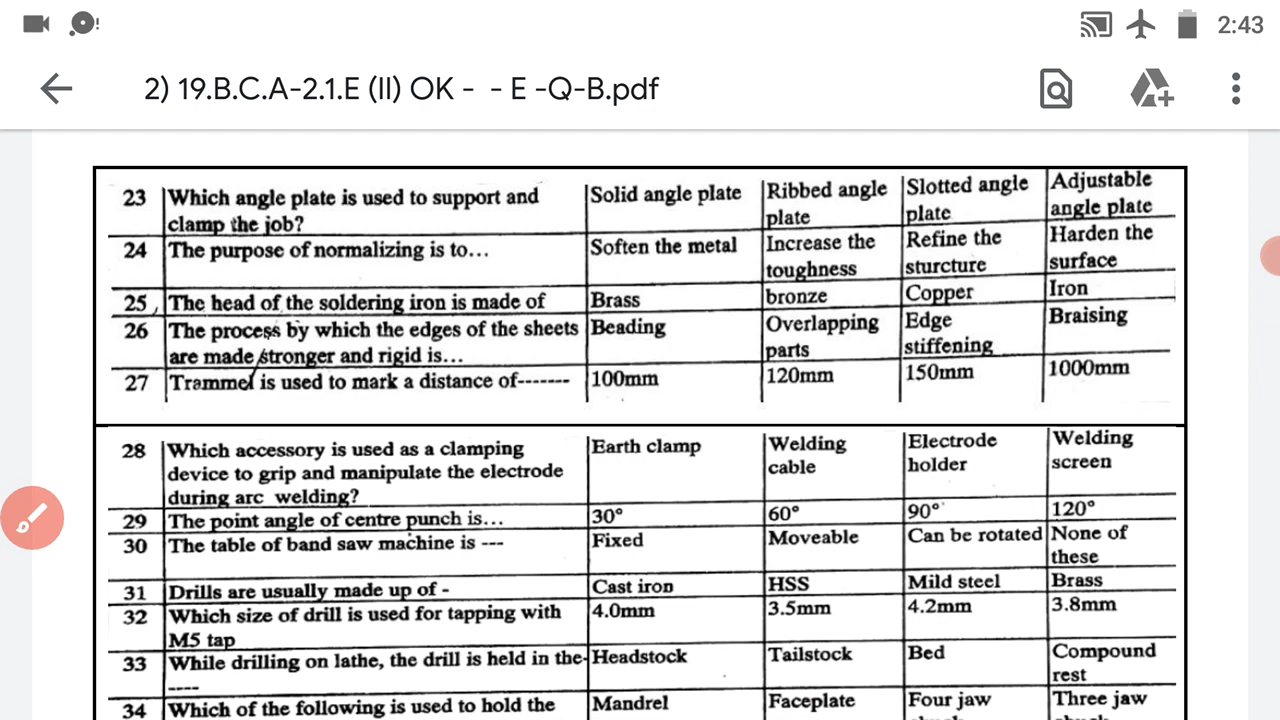 2:43
2) 19.B.C.A-2.1.E (II) OK -  - E -Q-B.pdf
23 Which angle plate is used to support and clamp the job? Solid angle plate Ribbed angle plate Slotted angle plate Adjustable angle plate
24 The purpose of normalizing is to... Soften the metal Increase the toughness Refine the sturcture Harden the surface
25 The head of the soldering iron is made of Brass bronze Copper Iron
26 The process by which the edges of the sheets are made stronger and rigid is... Beading Overlapping parts Edge stiffening Braising
27 Trammel is used to mark a distance of------- 100mm 120mm 150mm 1000mm
28 Which accessory is used as a clamping device to grip and manipulate the electrode during arc welding? Earth clamp Welding cable Electrode holder Welding screen
29 The point angle of centre punch is... 30° 60° 90° 120°
30 The table of band saw machine is --- Fixed Moveable Can be rotated None of these
31 Drills are usually made up of - Cast iron HSS Mild steel Brass
32 Which size of drill is used for tapping with M5 tap 4.0mm 3.5mm 4.2mm 3.8mm
33 While drilling on lathe, the drill is held in the----- Headstock Tailstock Bed Compound rest
34 Which of the following is used to hold the Mandrel Faceplate Four jaw Three jaw